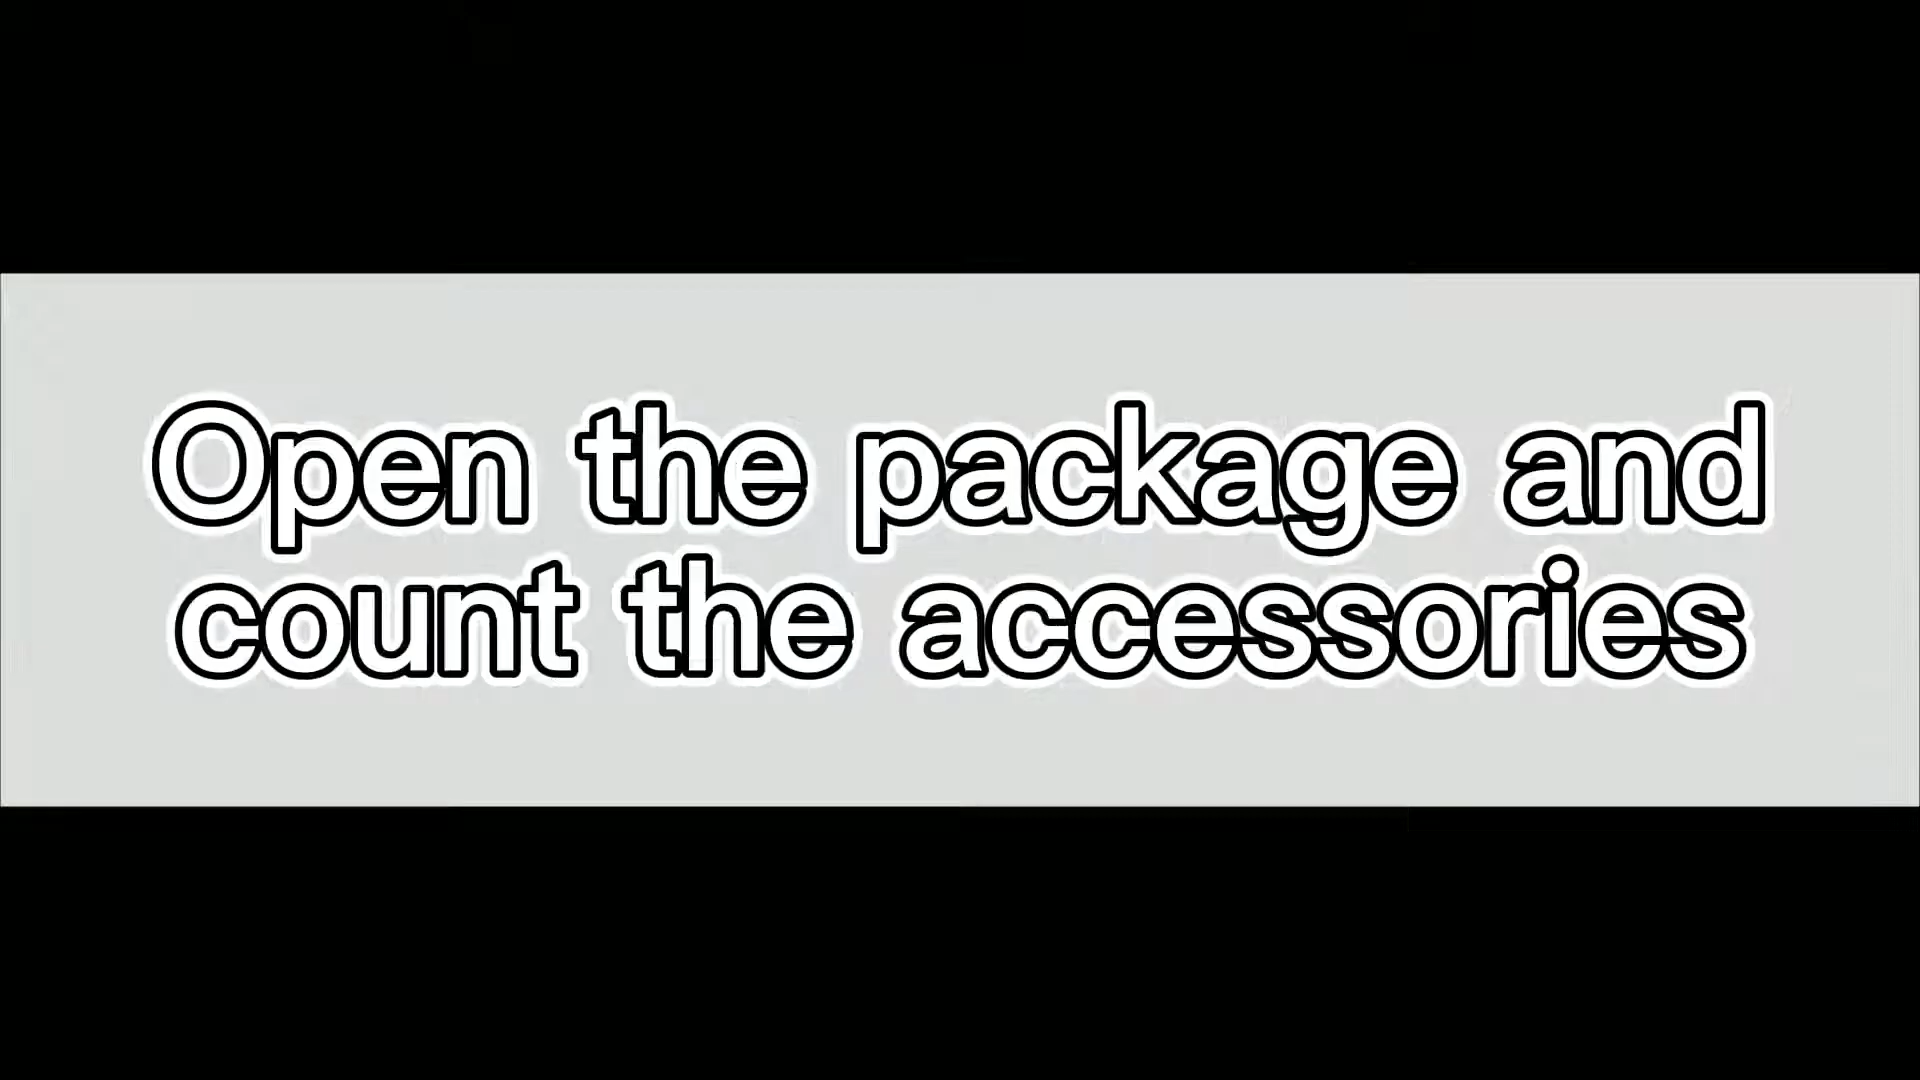 Open the package and
count the accessories